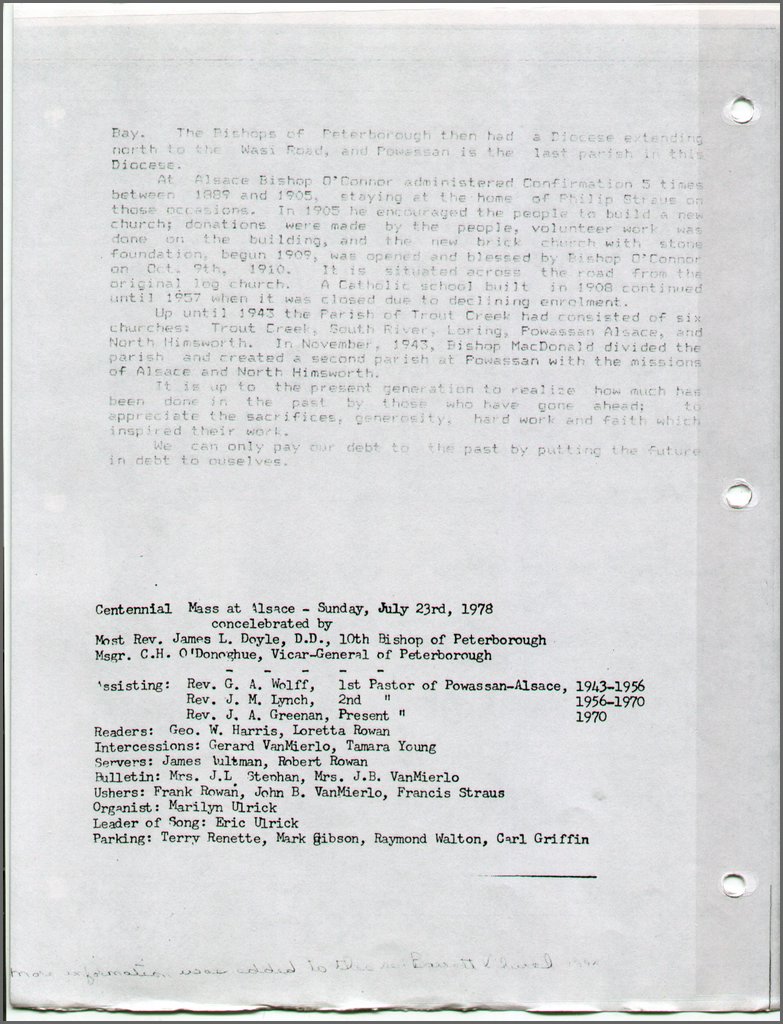 Bay. The Bishops of Peterborough then had a Diocese extending
north to the Wasi Road, and Powassan is the last parish in this
Diocese.
At Alsace Bishop O'Connor administered Confirmation 5 times
between 1889 and 1905, staying at the home of Philip Straus on
those occasions. In 1905 he encouraged the people to build a new
church; donations were made by the people, volunteer work was
done on the building, and the new brick church with stone
foundation, begun 1909, was opened and blessed by Bishop O'Connor
on Oct. 9th, 1910. It is situated across the road from the
original log church. A Catholic school built in 1908 continued
until 1957 when it was closed due to declining enrolment.
Up until 1943 the Parish of Trout Creek had consisted of six
churches: Trout Creek, South River, Loring, Powassan Alsace, and
North Himsworth. In November, 1943, Bishop MacDonald divided the
parish and created a second parish at Powassan with the missions
of Alsace and North Himsworth.
It is up to the present generation to realize how much has
been done in the past by those who have gone ahead; to
appreciate the sacrifices, generosity, hard work and faith which
inspired their work.
We can only pay our debt to the past by putting the future
in debt to ouselves.
Centennial Mass at Alsace - Sunday, July 23rd, 1978
concelebrated by
Most Rev. James L. Doyle, D.D., 10th Bishop of Peterborough
Msgr. C.H. O'Donoghue, Vicar-General of Peterborough
- - - - -
Assisting: Rev. G. A. Wolff, 1st Pastor of Powassan-Alsace, 1943-1956
Rev. J. M. Lynch, 2nd " 1956-1970
Rev. J. A. Greenan, Present " 1970
Readers: Geo. W. Harris, Loretta Rowan
Intercessions: Gerard VanMierlo, Tamara Young
Servers: James Aultman, Robert Rowan
Bulletin: Mrs. J.L. Stephan, Mrs. J.B. VanMierlo
Ushers: Frank Rowan, John B. VanMierlo, Francis Straus
Organist: Marilyn Ulrick
Leader of Song: Eric Ulrick
Parking: Terry Renette, Mark Gibson, Raymond Walton, Carl Griffin